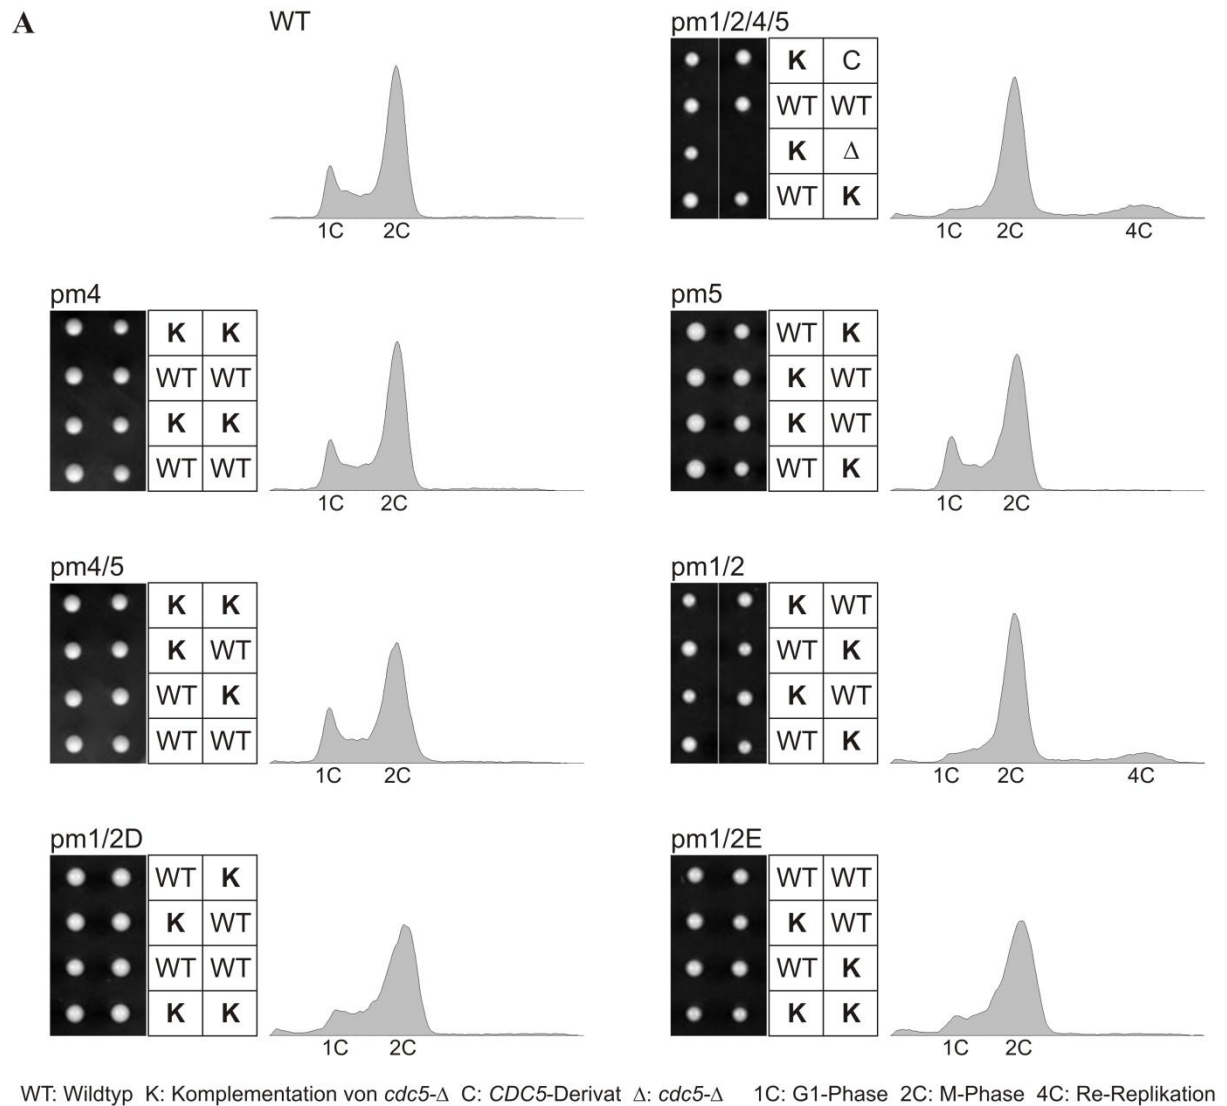 A
WT
1C 2C
pm1/2/4/5
K C
WT WT
K Δ
WT K
1C 2C 4C
pm4
K K
WT WT
K K
WT WT
1C 2C
pm5
WT K
K WT
K WT
WT K
1C 2C
pm4/5
K K
K WT
WT K
WT WT
1C 2C
pm1/2
K WT
WT K
K WT
WT K
1C 2C 4C
pm1/2D
WT K
K WT
WT WT
K K
1C 2C
pm1/2E
WT WT
K WT
WT K
K K
1C 2C
WT: Wildtyp K: Komplementation von cdc5-Δ C: CDC5-Derivat Δ: cdc5-Δ 1C: G1-Phase 2C: M-Phase 4C: Re-Replikation